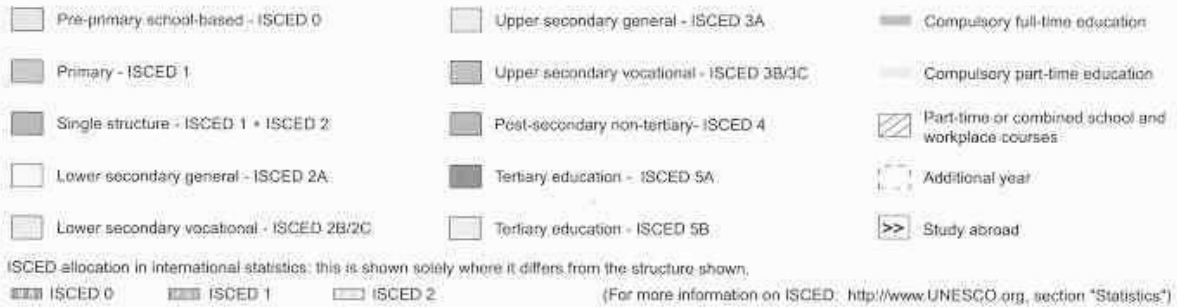 Pre-primary school-based - ISCED 0
Upper secondary general - ISCED 3A
Compulsory full-time education
Primary - ISCED 1
Upper secondary vocational - ISCED 3B/3C
Compulsory part-time education
Single structure - ISCED 1 + ISCED 2
Post-secondary non-tertiary- ISCED 4
Part-time or combined school and
workplace courses
Lower secondary general - ISCED 2A
Tertiary education - ISCED 5A
Additional year
Lower secondary vocational - ISCED 2B/2C
Tertiary education - ISCED 5B
>> Study abroad
ISCED allocation in international statistics: this is shown solely where it differs from the structure shown.
ISCED 0 ISCED 1 ISCED 2 (For more information on ISCED: http://www.UNESCO.org, section "Statistics")